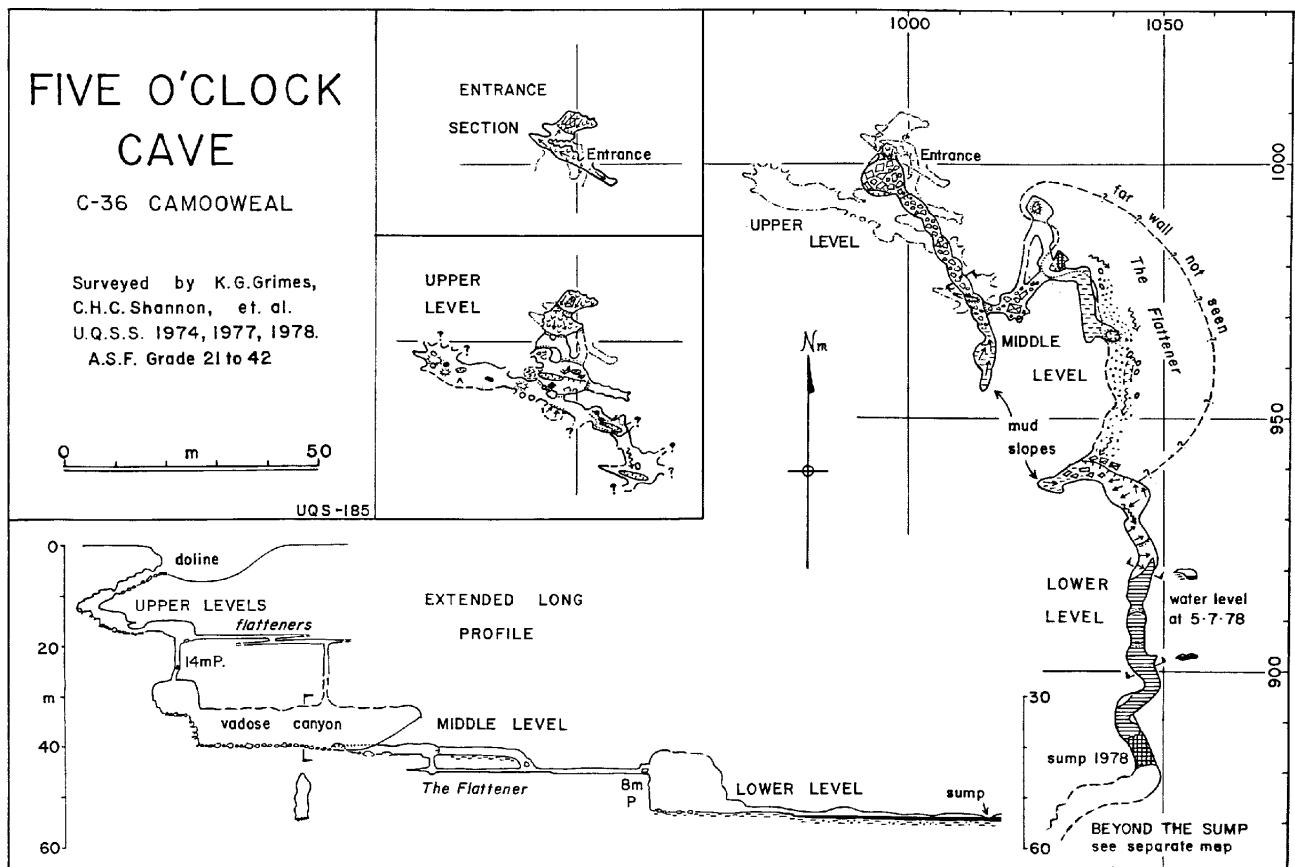 FIVE O'CLOCK
CAVE
C-36 CAMOOWEAL
Surveyed by K.G.Grimes,
C.H.C. Shannon, et. al.
U.Q.S.S. 1974, 1977, 1978.
A.S.F. Grade 21 to 42
0 m 50
UQS-185
ENTRANCE
SECTION
Entrance
UPPER
LEVEL
?
?
?
?
?
?
?
?
1000
1050
1000
950
900
Entrance
UPPER
LEVEL
far wall not seen
?
?
?
?
?
?
The Flattener
MIDDLE
LEVEL
mud
slopes
Nm
LOWER
LEVEL
water level
at 5·7·78
sump 1978
BEYOND THE SUMP
see separate map
30
60
0
20
m
40
60
doline
UPPER LEVELS
flatteners
14mP.
EXTENDED LONG
PROFILE
vadose canyon
MIDDLE LEVEL
The Flattener
8m
P
LOWER LEVEL
sump